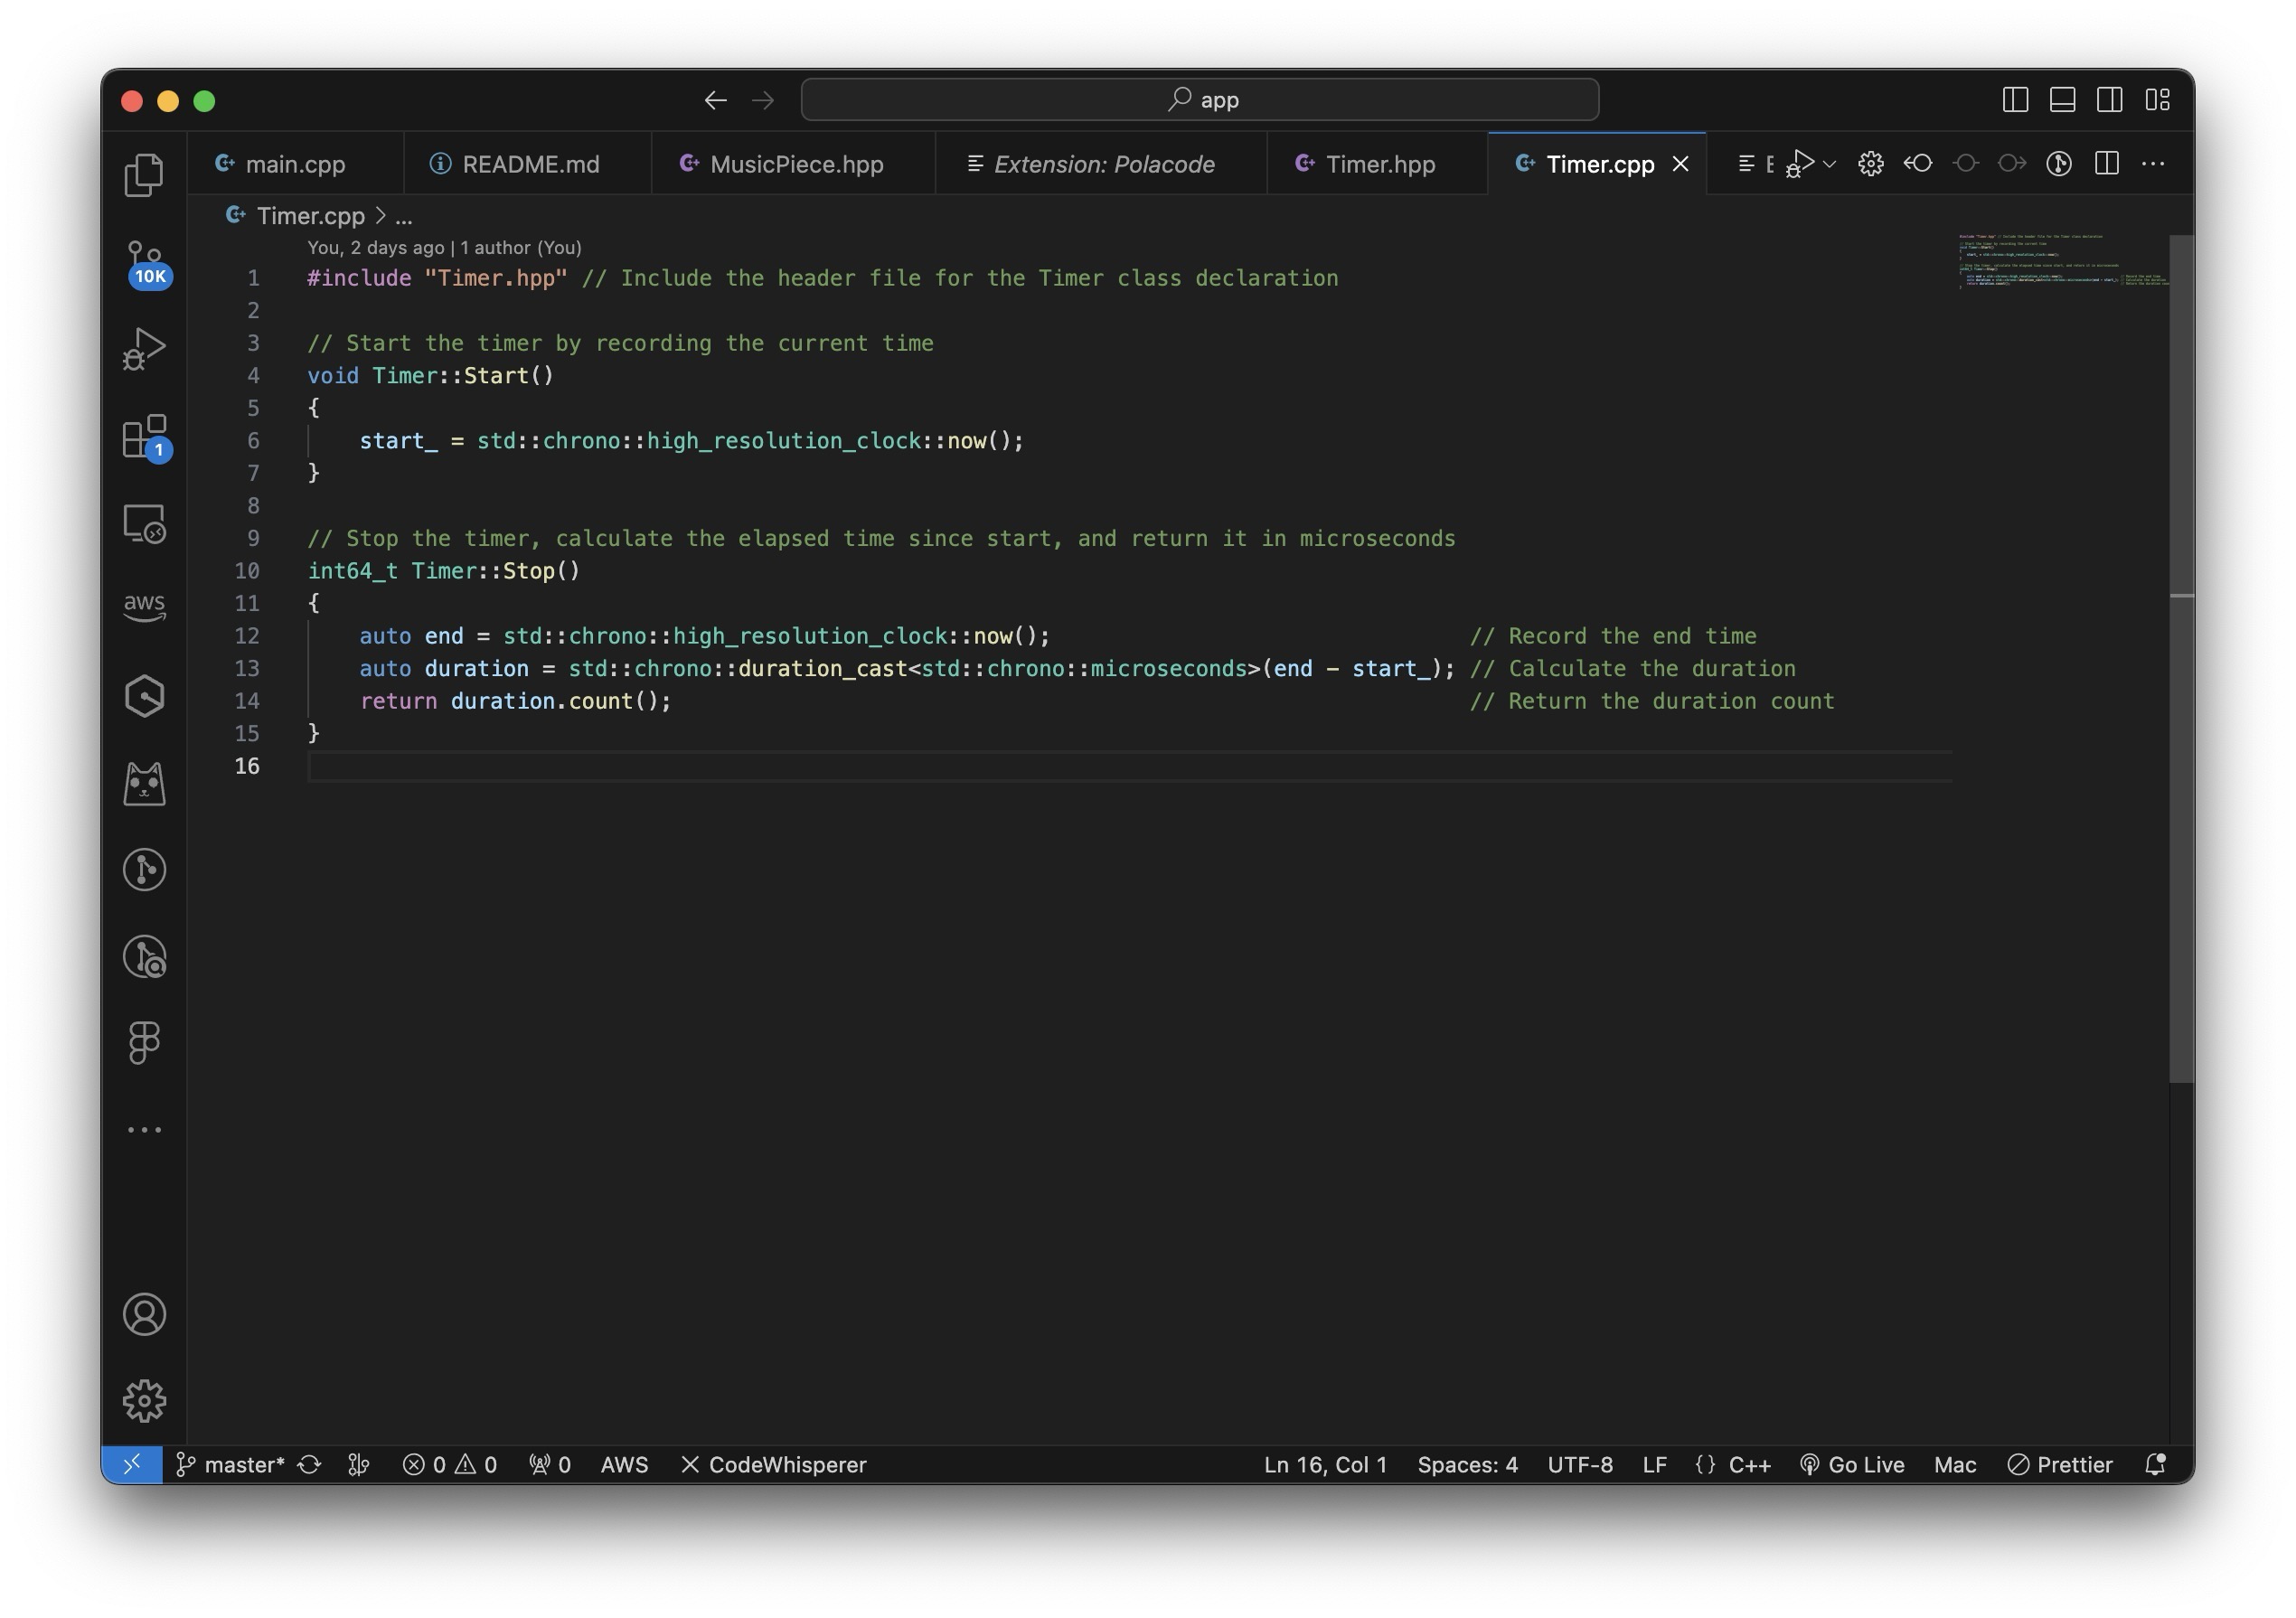 app
main.cpp README.md MusicPiece.hpp Extension: Polacode Timer.hpp Timer.cpp
Timer.cpp > ...
You, 2 days ago | 1 author (You)
1 #include "Timer.hpp" // Include the header file for the Timer class declaration
2
3 // Start the timer by recording the current time
4 void Timer::Start()
5 {
6     start_ = std::chrono::high_resolution_clock::now();
7 }
8
9 // Stop the timer, calculate the elapsed time since start, and return it in microseconds
10 int64_t Timer::Stop()
11 {
12     auto end = std::chrono::high_resolution_clock::now();                                // Record the end time
13     auto duration = std::chrono::duration_cast<std::chrono::microseconds>(end - start_); // Calculate the duration
14     return duration.count();                                                             // Return the duration count
15 }
16
10K
1
aws
master* 0 0 0 AWS CodeWhisperer Ln 16, Col 1 Spaces: 4 UTF-8 LF {} C++ Go Live Mac Prettier